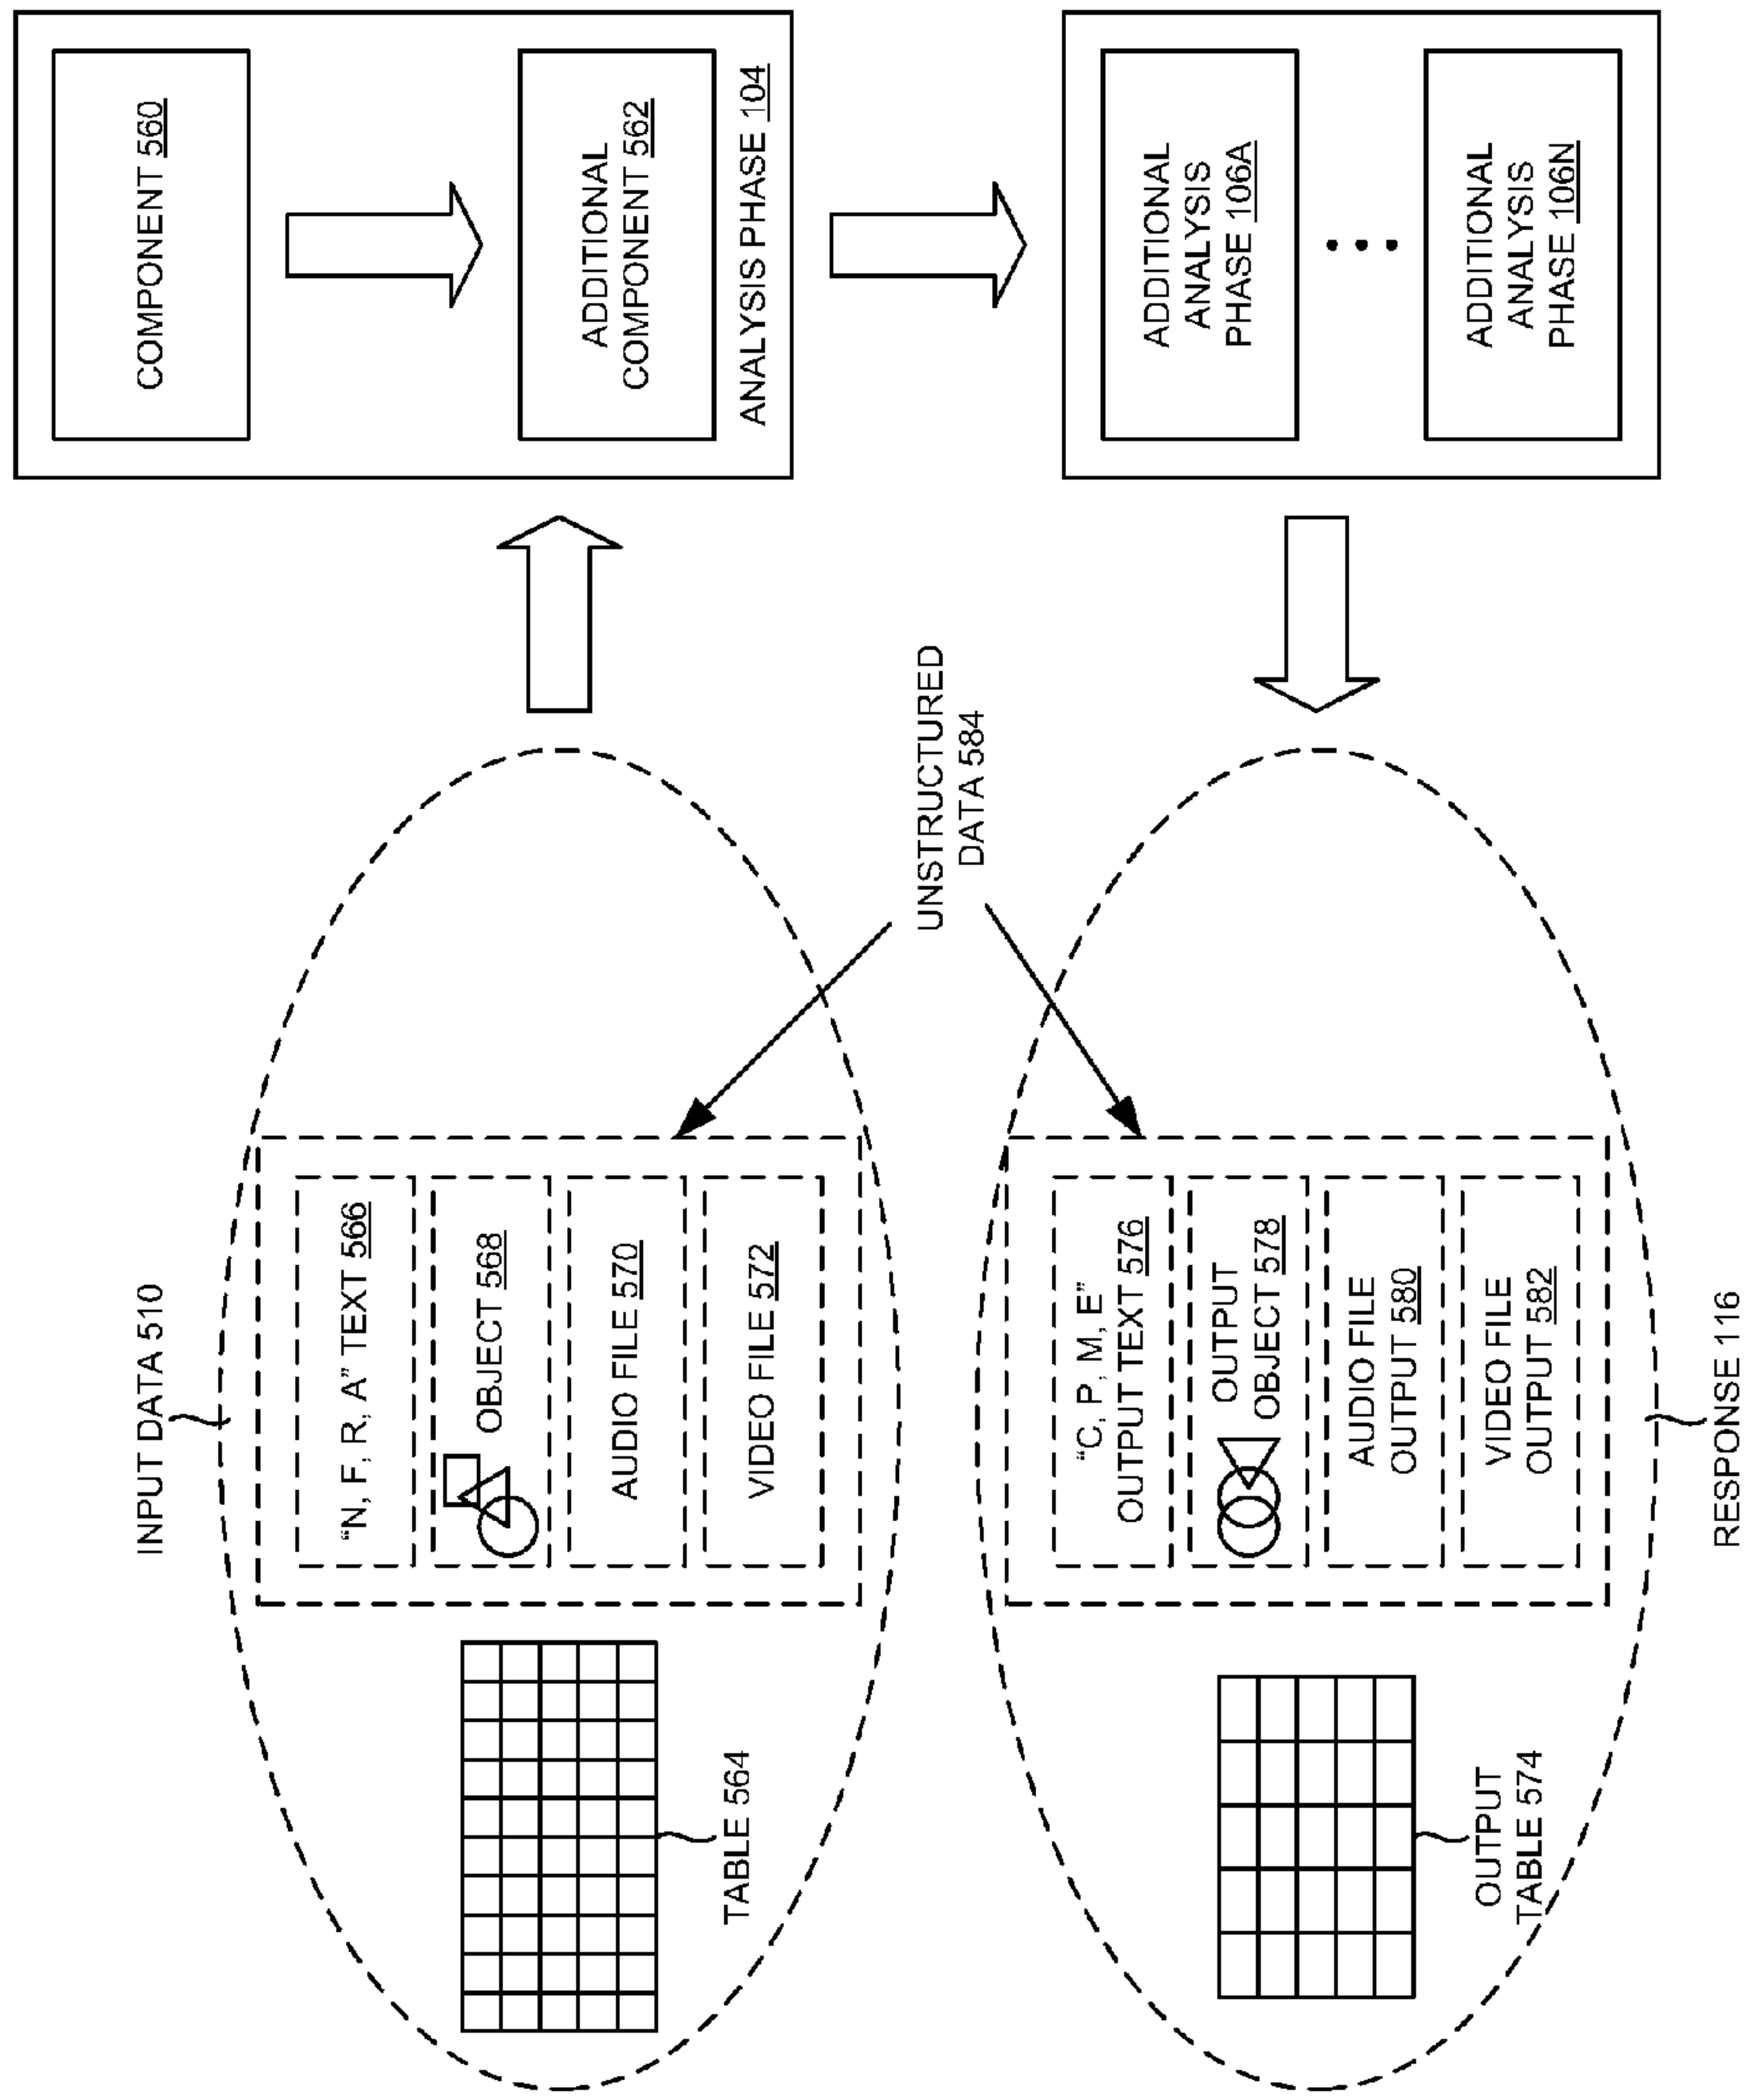 INPUT DATA 510
"N, F, R, A" TEXT 566
OBJECT 568
AUDIO FILE 570
VIDEO FILE 572
TABLE 564
COMPONENT 560
ADDITIONAL
COMPONENT 562
ANALYSIS PHASE 104
UNSTRUCTURED
DATA 584
"C, P, M, E"
OUTPUT TEXT 576
OUTPUT
OBJECT 578
AUDIO FILE
OUTPUT 580
VIDEO FILE
OUTPUT 582
OUTPUT
TABLE 574
RESPONSE 116
ADDITIONAL
ANALYSIS
PHASE 106A
ADDITIONAL
ANALYSIS
PHASE 106N